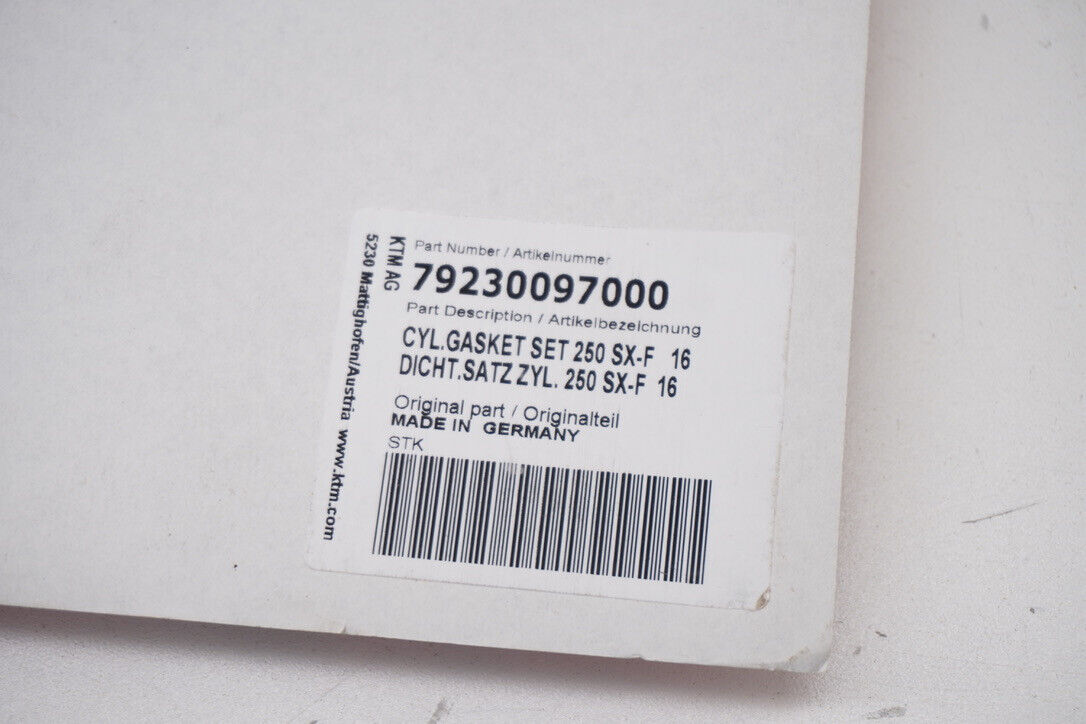 KTM AG
5230 Mattighofen/Austria www.ktm.com
Part Number / Artikelnummer
79230097000
Part Description / Artikelbezeichnung
CYL.GASKET SET 250 SX-F 16
DICHT.SATZ ZYL. 250 SX-F 16
Original part / Originalteil
MADE IN GERMANY
STK